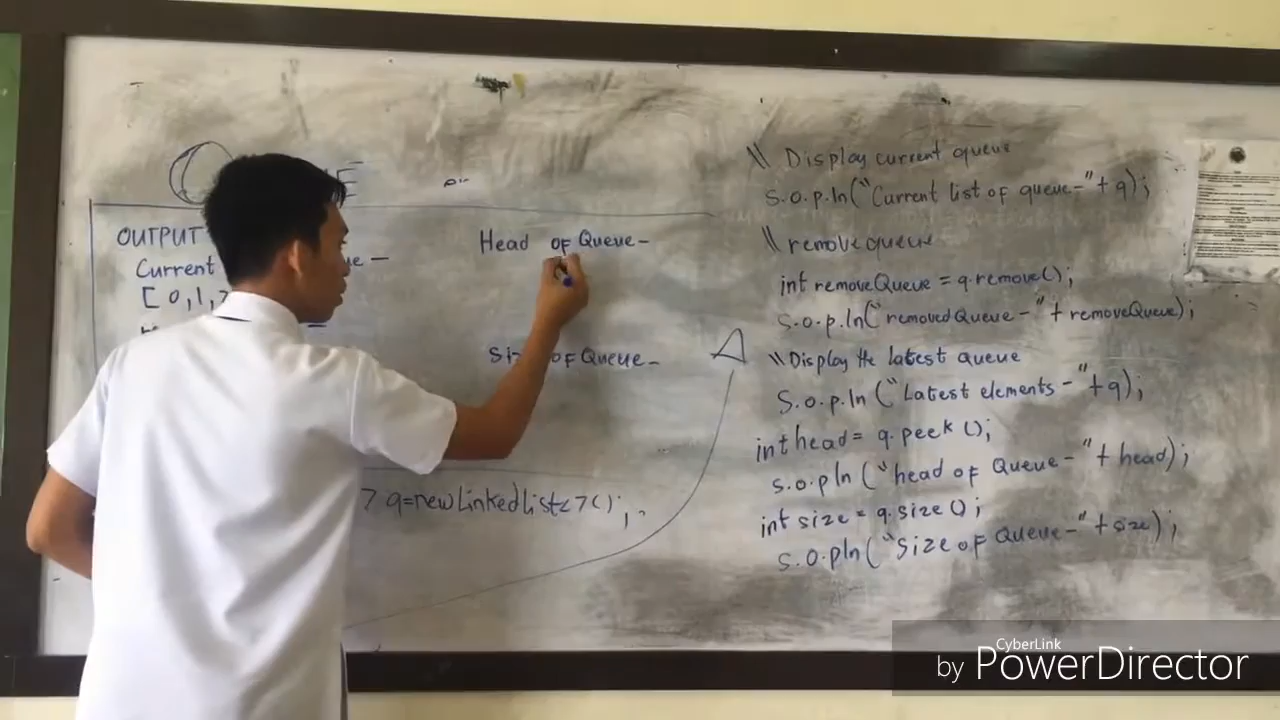 OUTPUT
Current
[0,1,
Head of Queue-
Size of Queue-
> q=newLinkedlist<>();
\\ Display current queue
S.o.p.ln("Current list of queue-"+q);
\\ remove queue
int removeQueue = q.remove();
S.o.p.ln("removedQueue-"+removeQueue);
\\Display the latest queue
S.o.p.ln("Latest elements-"+q);
int head= q.peek();
S.o.pln("head of Queue-"+head);
int size= q.size();
S.o.pln("Size of Queue-"+size);
by CyberLink PowerDirector